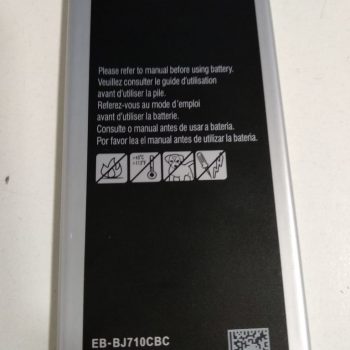 Please refer to manual before using battery.
Veuillez consulter le guide d'utilisation
avant d'utiliser la pile.
Referez-vous au mode d'emploi
avant d'utiliser la batterie.
Consulte o manual antes de usar a bateria.
Por favor lea el manual antes de utilizar la bateria.
EB-BJ710CBC